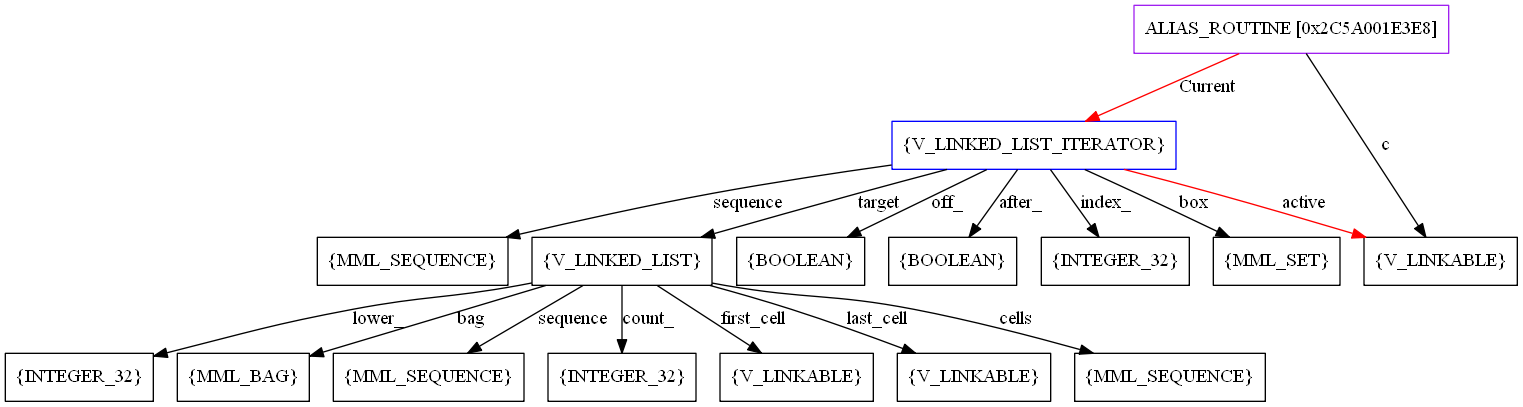 ALIAS_ROUTINE [0x2C5A001E3E8]
Current
c
{V_LINKED_LIST_ITERATOR}
sequence
target
off_
after_
index_
box
active
{MML_SEQUENCE}
{V_LINKED_LIST}
{BOOLEAN}
{BOOLEAN}
{INTEGER_32}
{MML_SET}
{V_LINKABLE}
lower_
bag
sequence
count_
first_cell
last_cell
cells
{INTEGER_32}
{MML_BAG}
{MML_SEQUENCE}
{INTEGER_32}
{V_LINKABLE}
{V_LINKABLE}
{MML_SEQUENCE}